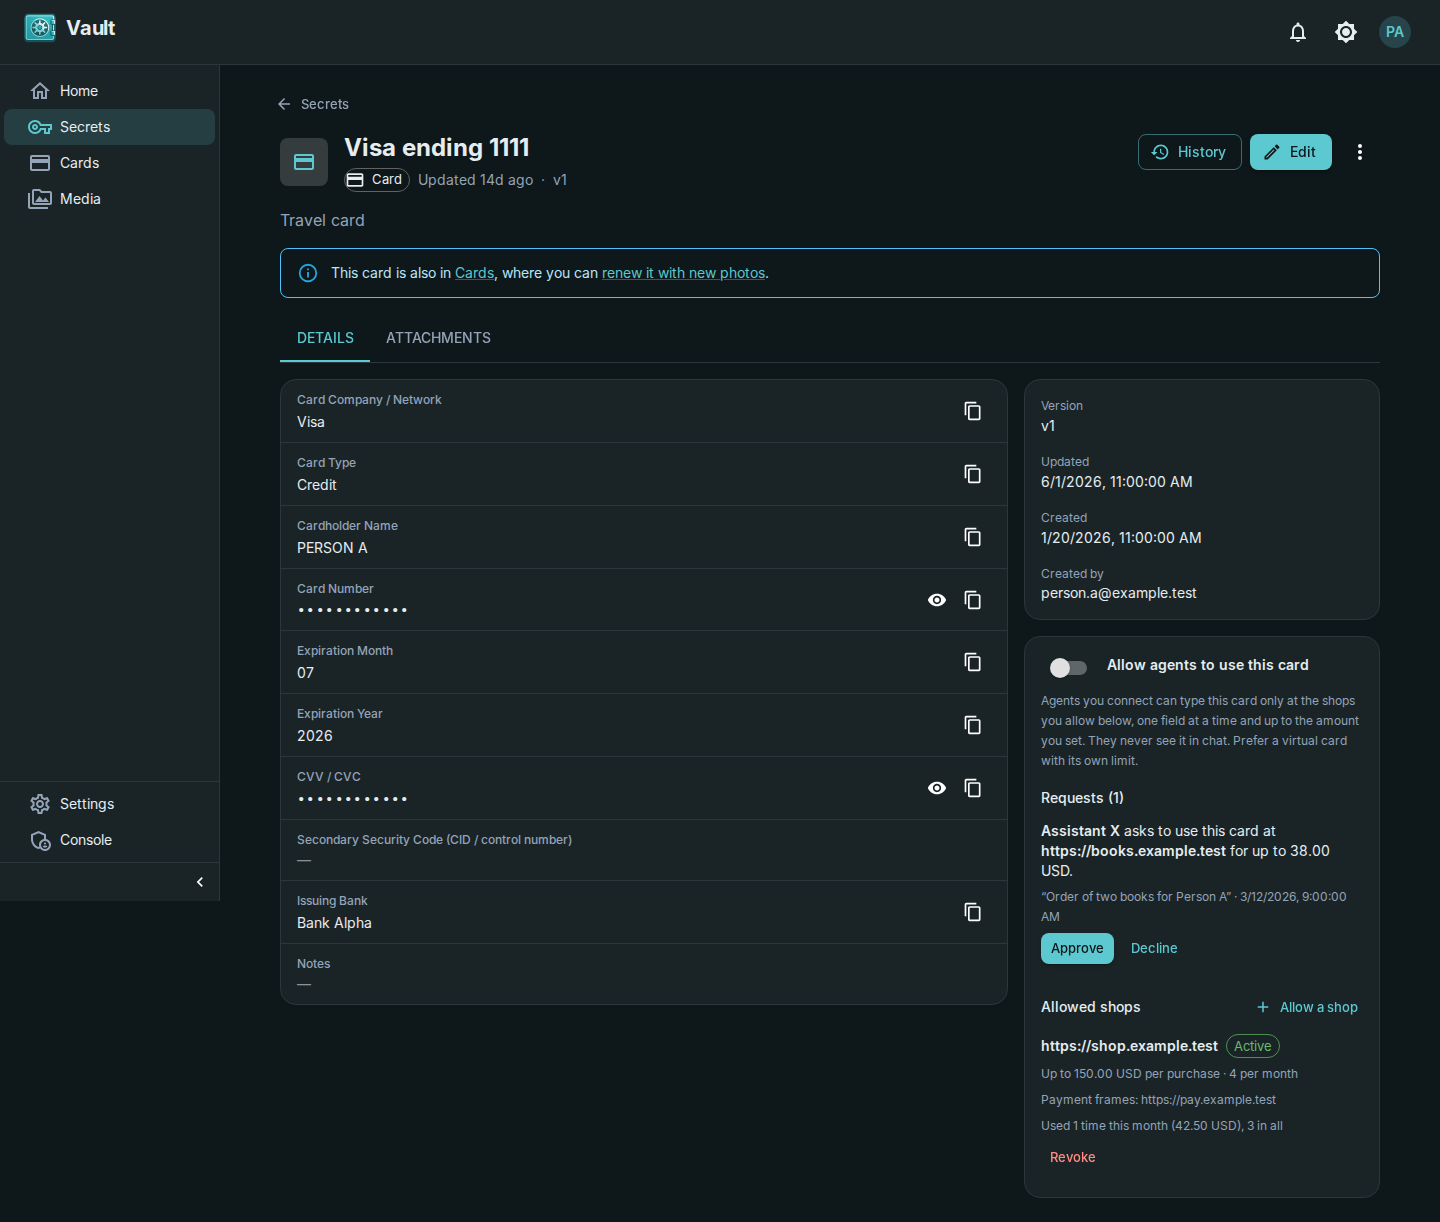 Vault
PA
Home
Secrets
Cards
Media
Settings
Console
Secrets
Visa ending 1111
Card
Updated 14d ago · v1
History
Edit
Travel card
This card is also in Cards, where you can renew it with new photos.
DETAILS
ATTACHMENTS
Card Company / Network
Visa
Card Type
Credit
Cardholder Name
PERSON A
Card Number
••••••••••••
Expiration Month
07
Expiration Year
2026
CVV / CVC
••••••••••••
Secondary Security Code (CID / control number)
—
Issuing Bank
Bank Alpha
Notes
—
Version
v1
Updated
6/1/2026, 11:00:00 AM
Created
1/20/2026, 11:00:00 AM
Created by
person.a@example.test
Allow agents to use this card
Agents you connect can type this card only at the shops
you allow below, one field at a time and up to the amount
you set. They never see it in chat. Prefer a virtual card
with its own limit.
Requests (1)
Assistant X asks to use this card at
https://books.example.test for up to 38.00
USD.
“Order of two books for Person A” · 3/12/2026, 9:00:00
AM
Approve
Decline
Allowed shops
Allow a shop
https://shop.example.test
Active
Up to 150.00 USD per purchase · 4 per month
Payment frames: https://pay.example.test
Used 1 time this month (42.50 USD), 3 in all
Revoke